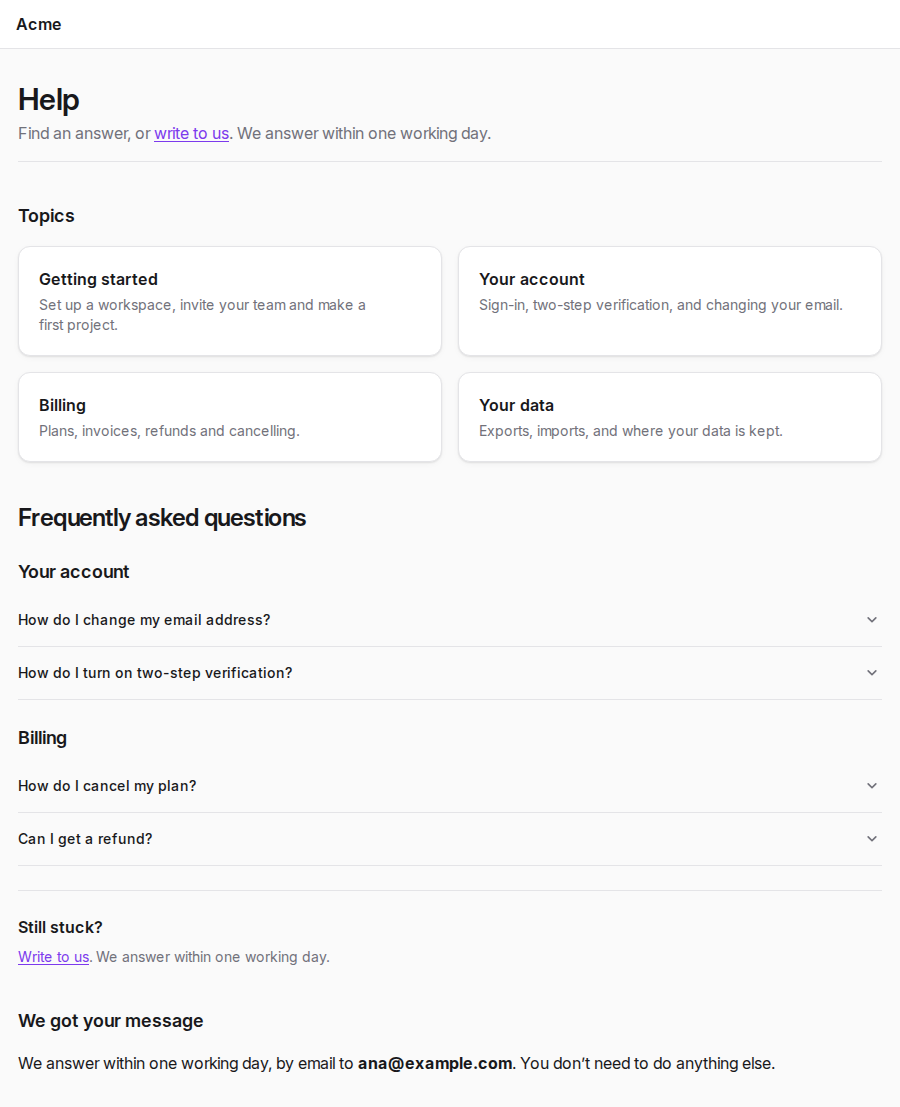 Acme
Help
Find an answer, or write to us. We answer within one working day.
Topics
Getting started
Set up a workspace, invite your team and make a
first project.
Your account
Sign-in, two-step verification, and changing your email.
Billing
Plans, invoices, refunds and cancelling.
Your data
Exports, imports, and where your data is kept.
Frequently asked questions
Your account
How do I change my email address?
How do I turn on two-step verification?
Billing
How do I cancel my plan?
Can I get a refund?
Still stuck?
Write to us. We answer within one working day.
We got your message
We answer within one working day, by email to ana@example.com. You don’t need to do anything else.